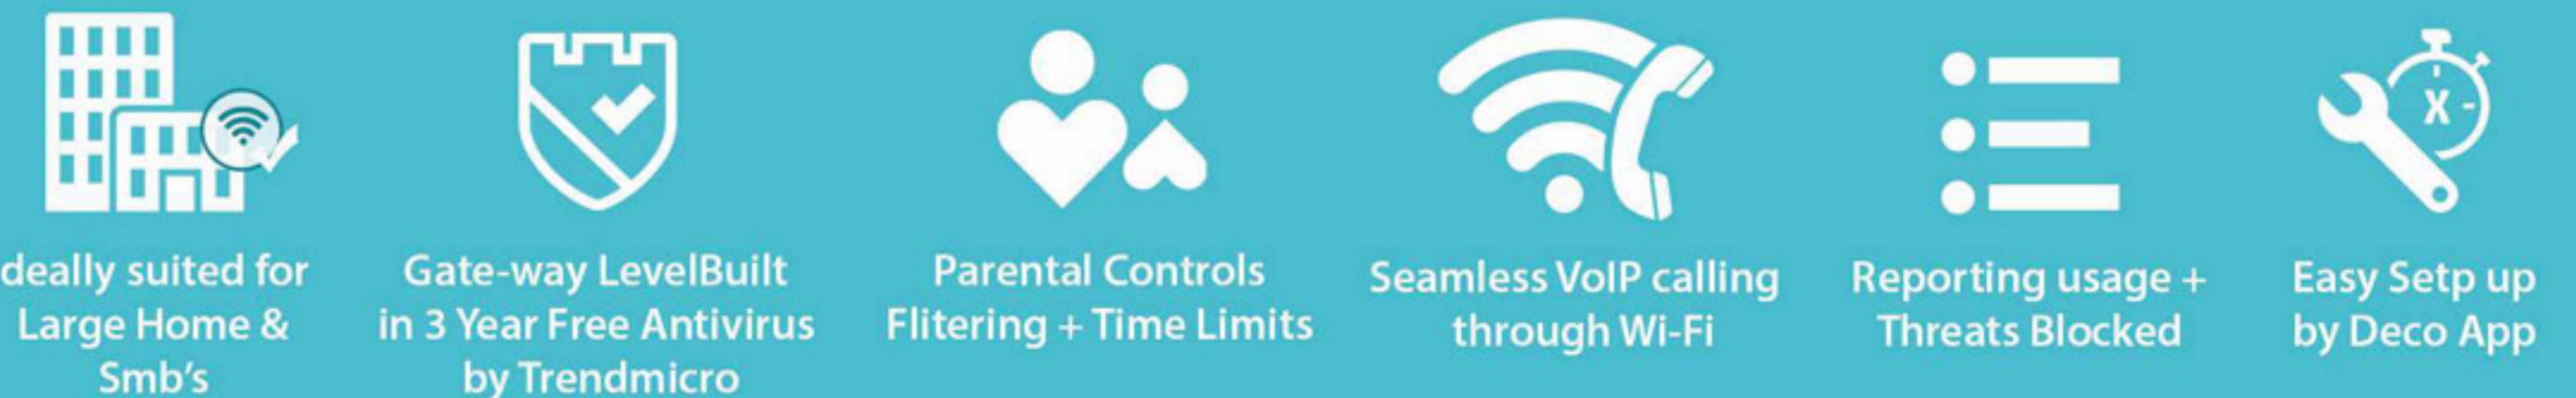 deally suited for
Large Home &
Smb's
Gate-way LevelBuilt
in 3 Year Free Antivirus
by Trendmicro
Parental Controls
Flitering + Time Limits
Seamless VoIP calling
through Wi-Fi
Reporting usage +
Threats Blocked
X
Easy Setp up
by Deco App